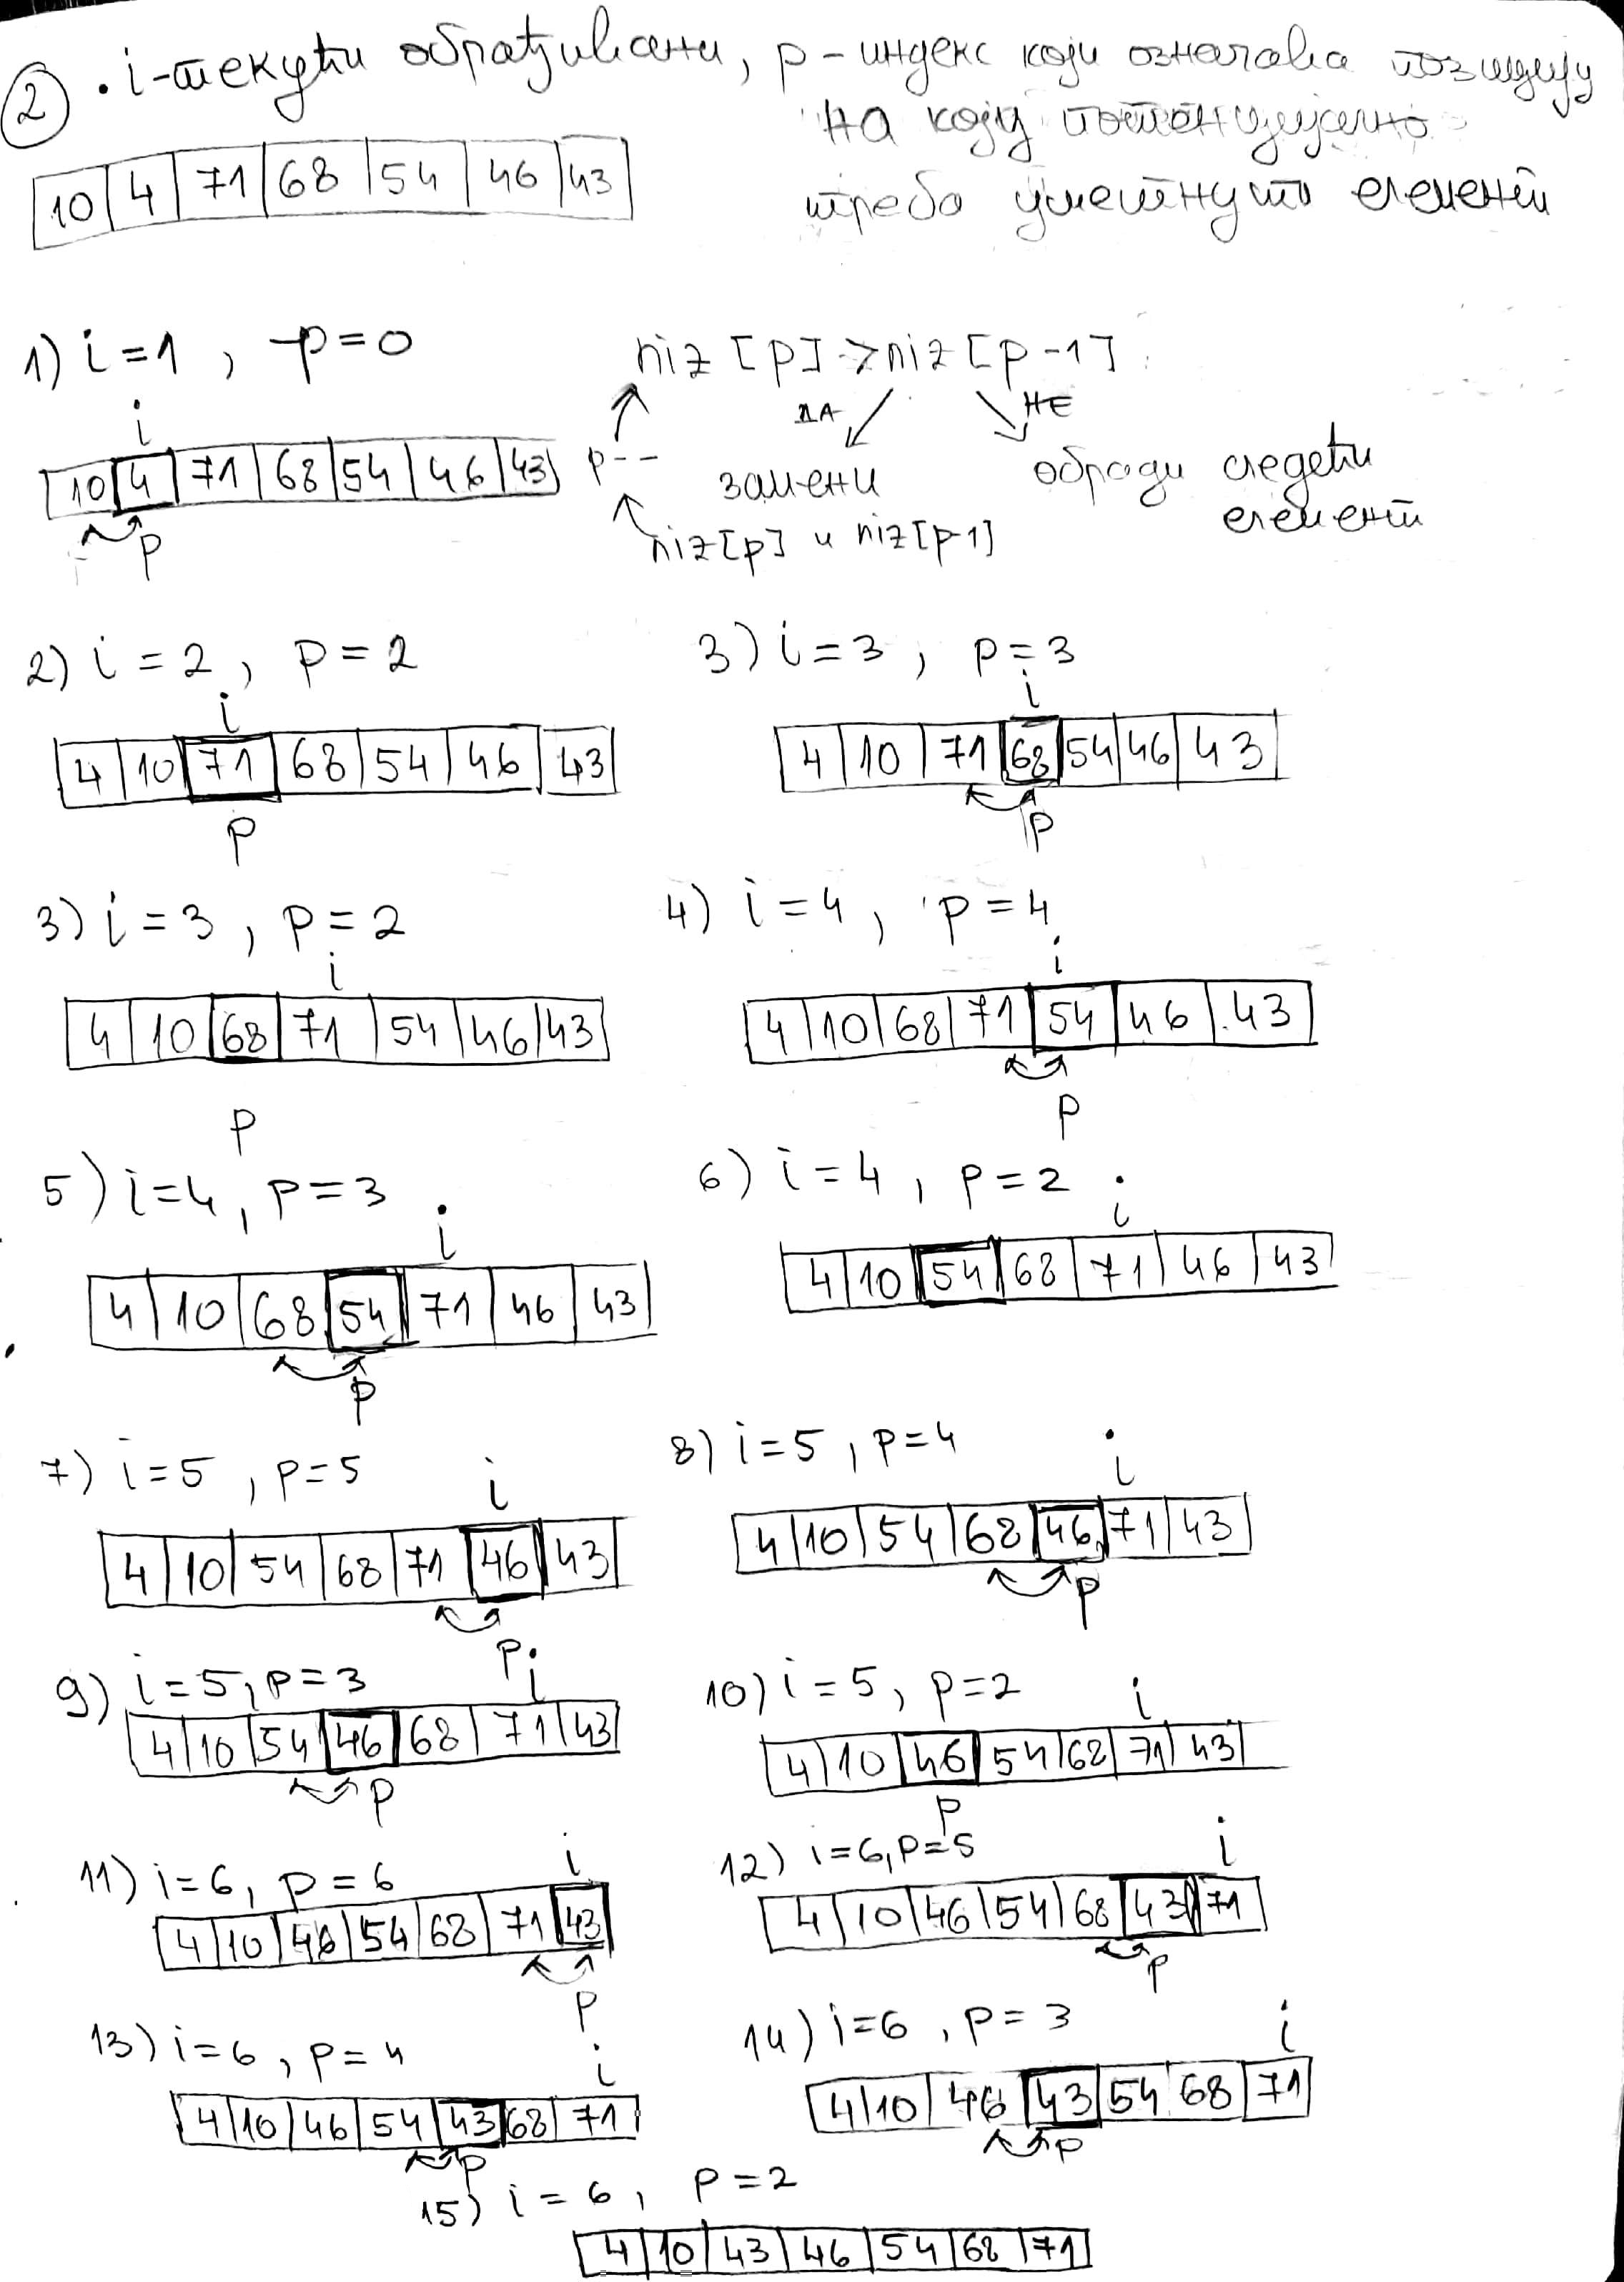 ② • i-текући обрађивани, p - индекс који означава позицију
на коју потенцијално
треба уметнути елемент
10 4 71 68 54 46 43
1) i=1, p=0
niz[p]>niz[p-1]
ДА НЕ
i
10 4 71 68 54 46 43
p
p--
замени
niz[p] и niz[p-1]
обради следећи
елемент
2) i=2, p=2
i
4 10 71 68 54 46 43
p
3) i=3, p=3
i
4 10 71 68 54 46 43
p
3) i=3, p=2
i
4 10 68 71 54 46 43
p
4) i=4, p=4
i
4 10 68 71 54 46 43
p
5) i=4, p=3
i
4 10 68 54 71 46 43
p
6) i=4, p=2
i
4 10 54 68 71 46 43
7) i=5, p=5
i
4 10 54 68 71 46 43
p
8) i=5, p=4
i
4 10 54 68 46 71 43
p
9) i=5, p=3
i
4 10 54 46 68 71 43
p
10) i=5, p=2
i
4 10 46 54 68 71 43
p
11) i=6, p=6
i
4 10 46 54 68 71 43
p
12) i=6, p=5
i
4 10 46 54 68 43 71
p
13) i=6, p=4
i
4 10 46 54 43 68 71
p
14) i=6, p=3
i
4 10 46 43 54 68 71
p
15) i=6, p=2
4 10 43 46 54 68 71